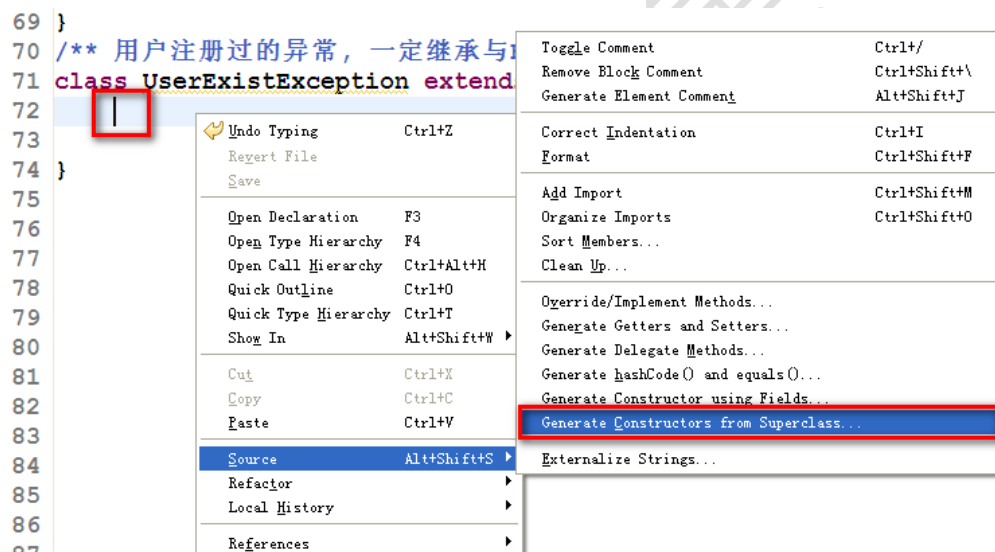 69 }
70 /** 用户注册过的异常，一定继承与
71 class UserExistException extend
72
73
74 }
75
76
77
78
79
80
81
82
83
84
85
86
87
Undo Typing Ctrl+Z
Revert File
Save
Open Declaration F3
Open Type Hierarchy F4
Open Call Hierarchy Ctrl+Alt+H
Quick Outline Ctrl+O
Quick Type Hierarchy Ctrl+T
Show In Alt+Shift+W
Cut Ctrl+X
Copy Ctrl+C
Paste Ctrl+V
Source Alt+Shift+S
Refactor
Local History
References
Toggle Comment Ctrl+/
Remove Block Comment Ctrl+Shift+\
Generate Element Comment Alt+Shift+J
Correct Indentation Ctrl+I
Format Ctrl+Shift+F
Add Import Ctrl+Shift+M
Organize Imports Ctrl+Shift+O
Sort Members...
Clean Up...
Override/Implement Methods...
Generate Getters and Setters...
Generate Delegate Methods...
Generate hashCode() and equals()...
Generate Constructor using Fields...
Generate Constructors from Superclass...
Externalize Strings...